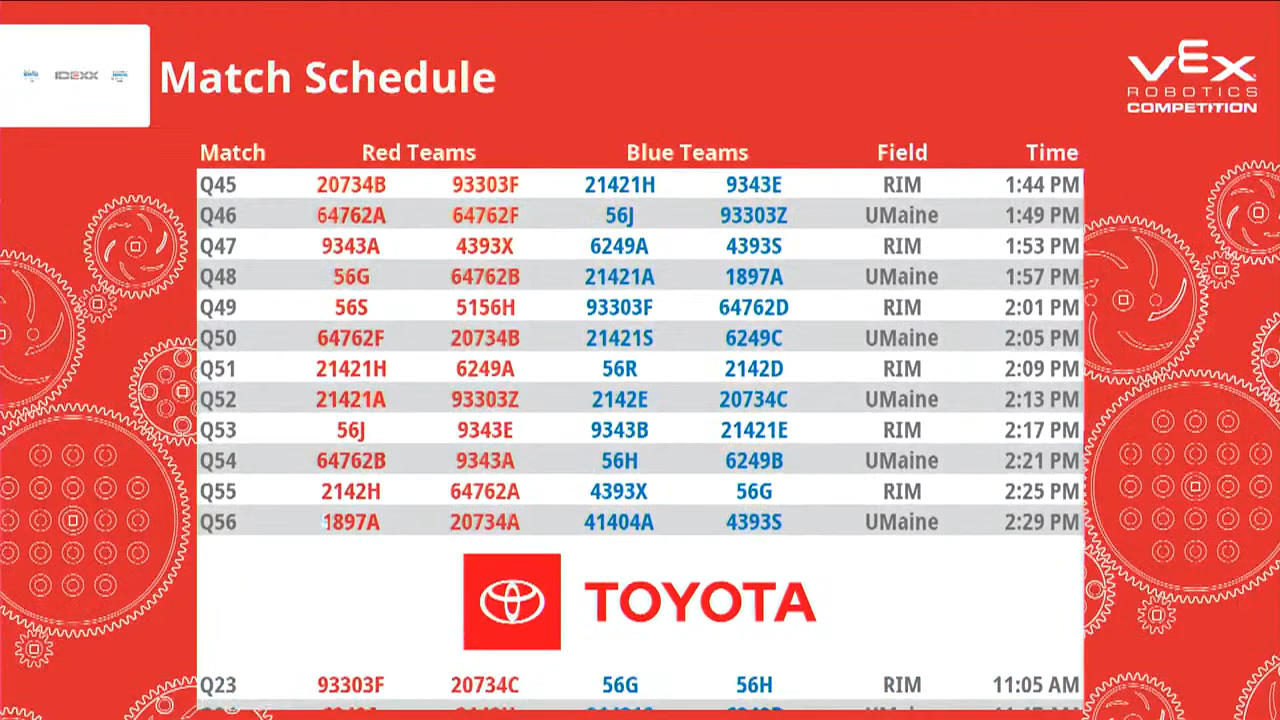 IDEXX
Match Schedule
VEX
ROBOTICS
COMPETITION
Match Red Teams Blue Teams Field Time
Q45 20734B 93303F 21421H 9343E RIM 1:44 PM
Q46 64762A 64762F 56J 93303Z UMaine 1:49 PM
Q47 9343A 4393X 6249A 4393S RIM 1:53 PM
Q48 56G 64762B 21421A 1897A UMaine 1:57 PM
Q49 56S 5156H 93303F 64762D RIM 2:01 PM
Q50 64762F 20734B 21421S 6249C UMaine 2:05 PM
Q51 21421H 6249A 56R 2142D RIM 2:09 PM
Q52 21421A 93303Z 2142E 20734C UMaine 2:13 PM
Q53 56J 9343E 9343B 21421E RIM 2:17 PM
Q54 64762B 9343A 56H 6249B UMaine 2:21 PM
Q55 2142H 64762A 4393X 56G RIM 2:25 PM
Q56 1897A 20734A 41404A 4393S UMaine 2:29 PM
TOYOTA
Q23 93303F 20734C 56G 56H RIM 11:05 AM